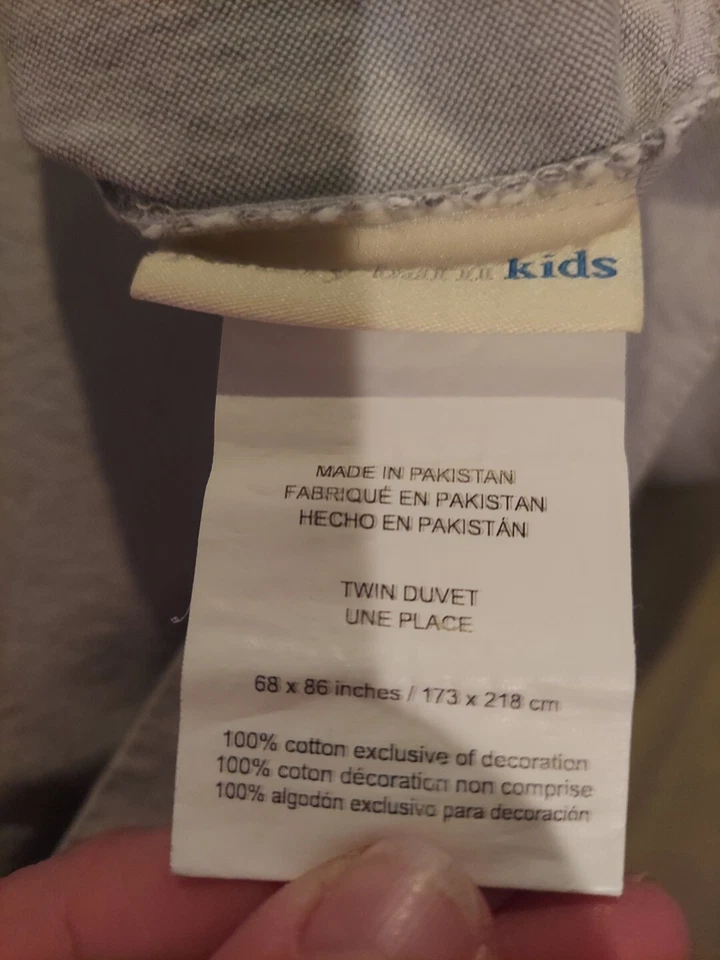 kids
MADE IN PAKISTAN
FABRIQUÉ EN PAKISTAN
HECHO EN PAKISTÁN
TWIN DUVET
UNE PLACE
68 x 86 inches / 173 x 218 cm
100% cotton exclusive of decoration
100% coton décoration non comprise
100% algodón exclusivo para decoración